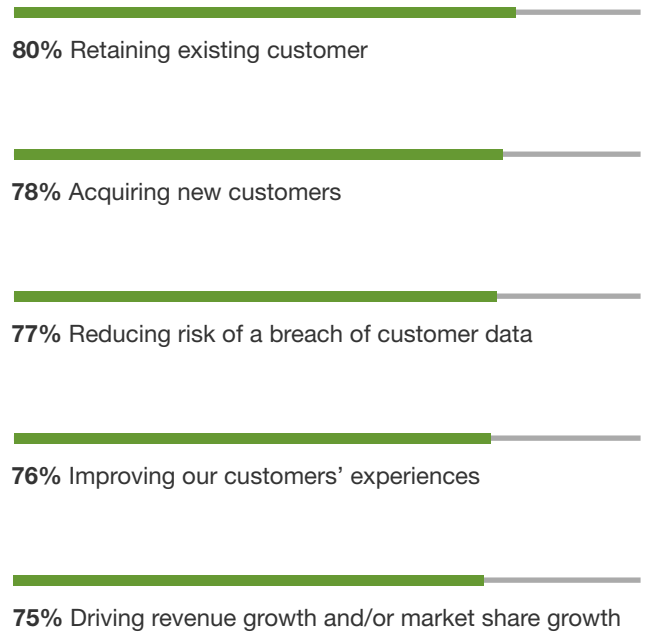 80% Retaining existing customer
78% Acquiring new customers
77% Reducing risk of a breach of customer data
76% Improving our customers’ experiences
75% Driving revenue growth and/or market share growth